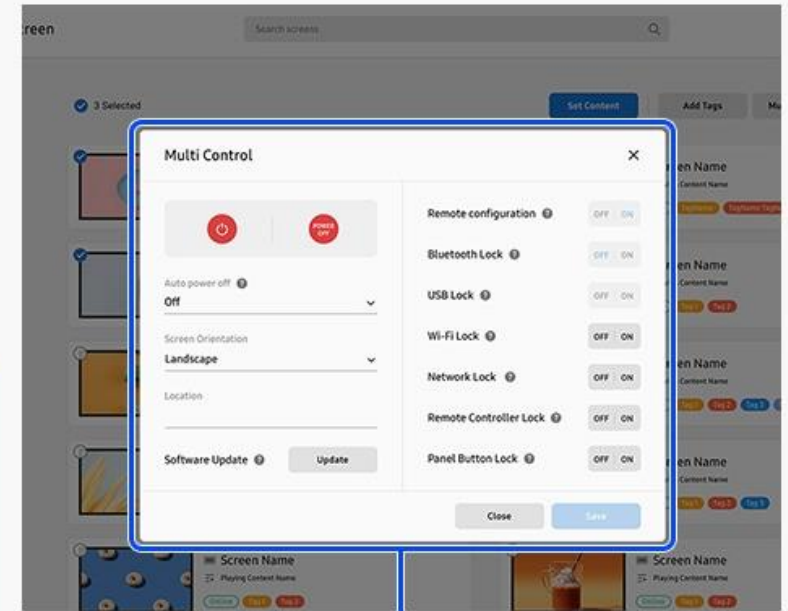 reen
Search screens
3 Selected
Set Content
Add Tags
Mu
Multi Control
POWER OFF
Auto power off
Off
Screen Orientation
Landscape
Location
Software Update
Update
Remote configuration OFF ON
Bluetooth Lock OFF ON
USB Lock OFF ON
Wi-Fi Lock OFF ON
Network Lock OFF ON
Remote Controller Lock OFF ON
Panel Button Lock OFF ON
Close
Save
en Name
Content Name
TagName
en Name
Content Name
Tag 1 Tag 2
en Name
Content Name
Tag 1 Tag 2 Tag 3
en Name
Content Name
Tag 1 Tag 2 Tag 3
Screen Name
Playing Content Name
Online Tag 1 Tag 2
Screen Name
Playing Content Name
Online Tag 1 Tag 2